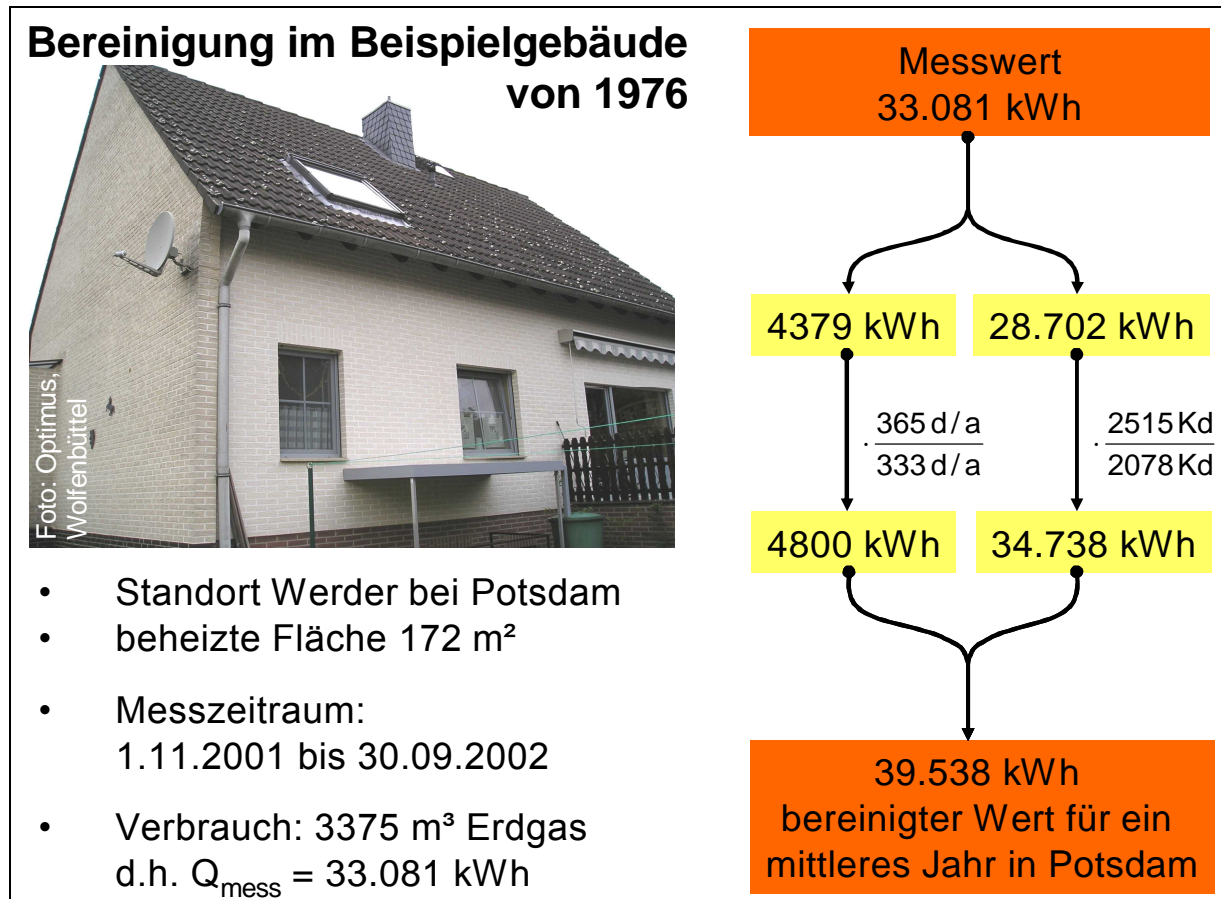 Bereinigung im Beispielgebäude
von 1976
Foto: Optimus,
Wolfenbüttel
• Standort Werder bei Potsdam
• beheizte Fläche 172 m²
• Messzeitraum:
1.11.2001 bis 30.09.2002
• Verbrauch: 3375 m³ Erdgas
d.h. Qmess = 33.081 kWh
Messwert
33.081 kWh
4379 kWh
28.702 kWh
· 365 d/a
333 d/a
· 2515 Kd
2078 Kd
4800 kWh
34.738 kWh
39.538 kWh
bereinigter Wert für ein
mittleres Jahr in Potsdam